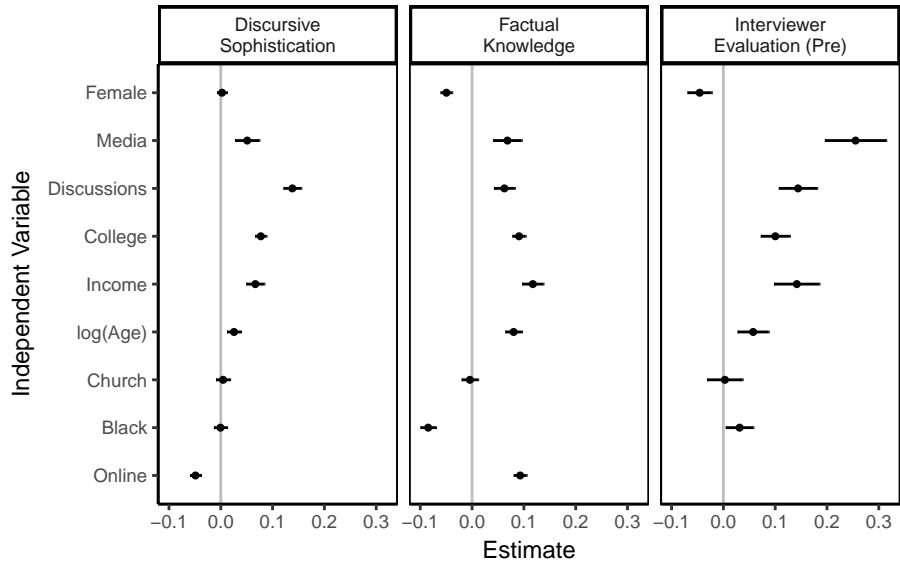 Discursive
Sophistication
Factual
Knowledge
Interviewer
Evaluation (Pre)
Independent Variable
Female
Media
Discussions
College
Income
log(Age)
Church
Black
Online
−0.1 0.0 0.1 0.2 0.3
−0.1 0.0 0.1 0.2 0.3
−0.1 0.0 0.1 0.2 0.3
Estimate